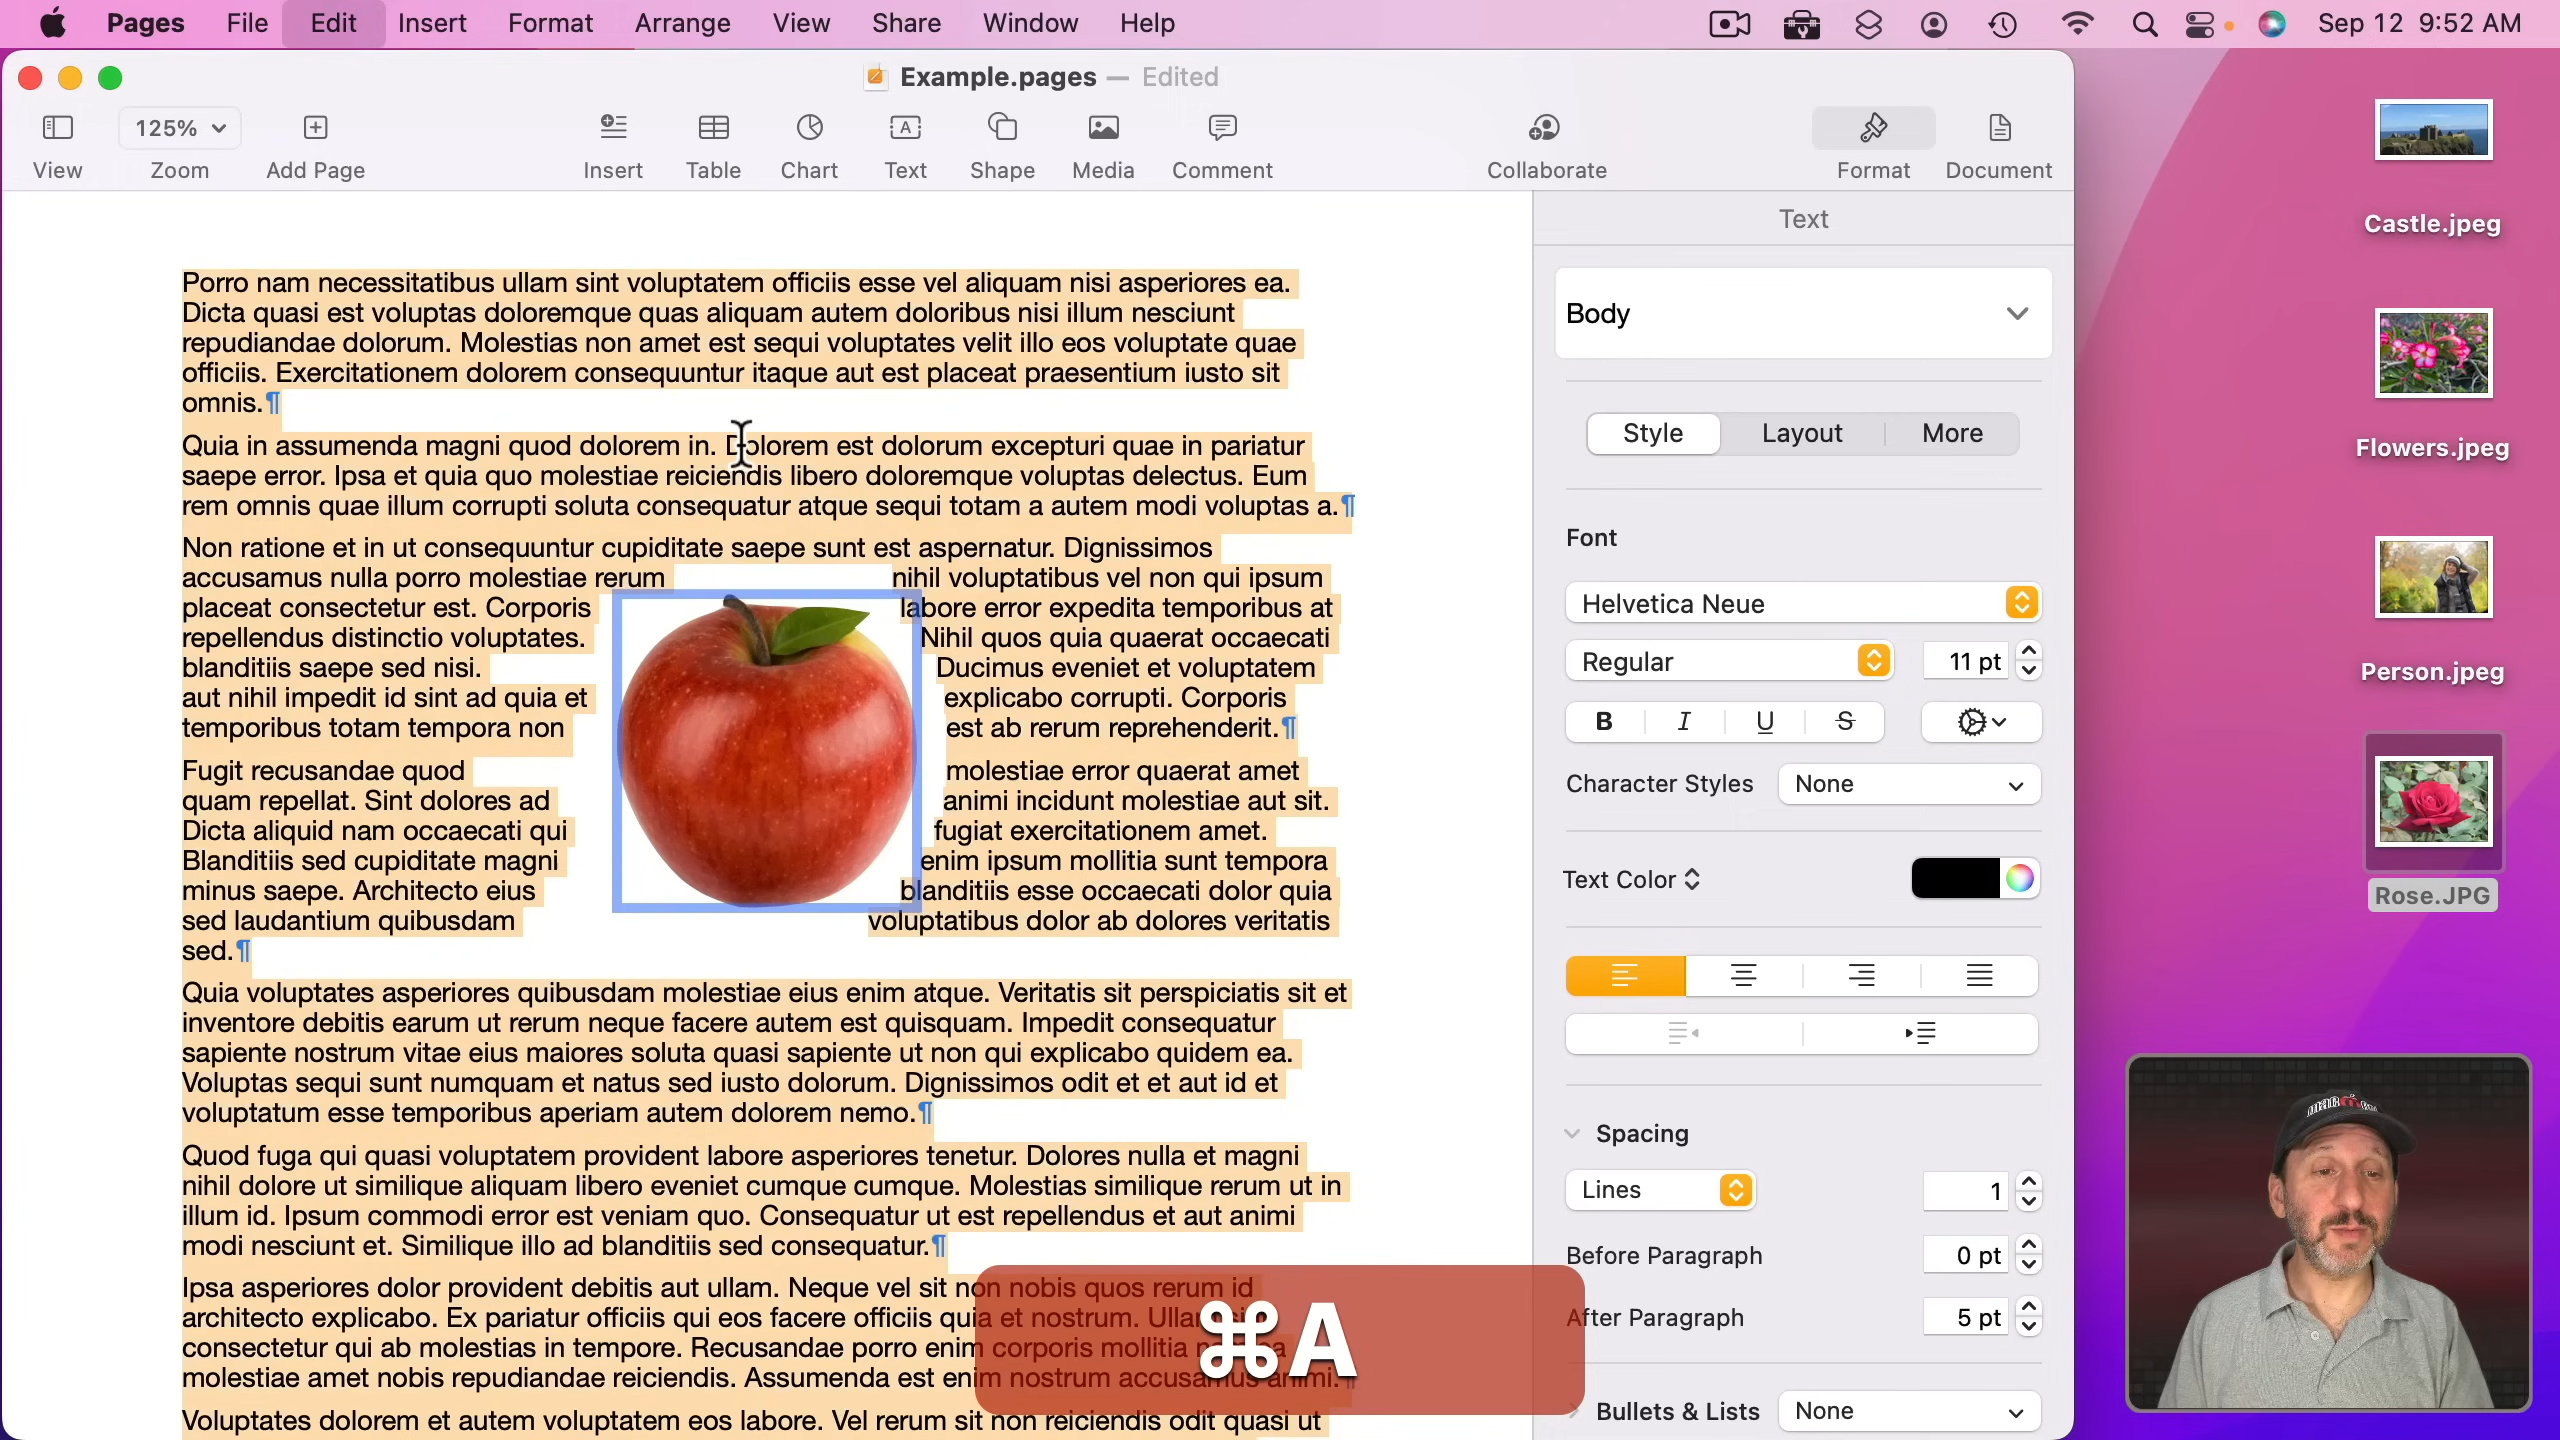 Pages File Edit Insert Format Arrange View Share Window Help Sep 12 9:52 AM
Example.pages — Edited
125%
View Zoom Add Page Insert Table Chart Text Shape Media Comment Collaborate Format Document
Text
Body
Style Layout More
Font
Helvetica Neue
Regular 11 pt
B I U S
Character Styles None
Text Color
Spacing
Lines 1
Before Paragraph 0 pt
After Paragraph 5 pt
Bullets & Lists None
Porro nam necessitatibus ullam sint voluptatem officiis esse vel aliquam nisi asperiores ea.
Dicta quasi est voluptas doloremque quas aliquam autem doloribus nisi illum nesciunt
repudiandae dolorum. Molestias non amet est sequi voluptates velit illo eos voluptate quae
officiis. Exercitationem dolorem consequuntur itaque aut est placeat praesentium iusto sit
omnis.¶
Quia in assumenda magni quod dolorem in. Dolorem est dolorum excepturi quae in pariatur
saepe error. Ipsa et quia quo molestiae reiciendis libero doloremque voluptas delectus. Eum
rem omnis quae illum corrupti soluta consequatur atque sequi totam a autem modi voluptas a.¶
Non ratione et in ut consequuntur cupiditate saepe sunt est aspernatur. Dignissimos
accusamus nulla porro molestiae rerum nihil voluptatibus vel non qui ipsum
placeat consectetur est. Corporis labore error expedita temporibus at
repellendus distinctio voluptates. Nihil quos quia quaerat occaecati
blanditiis saepe sed nisi. Ducimus eveniet et voluptatem
aut nihil impedit id sint ad quia et explicabo corrupti. Corporis
temporibus totam tempora non est ab rerum reprehenderit.¶
Fugit recusandae quod molestiae error quaerat amet
quam repellat. Sint dolores ad animi incidunt molestiae aut sit.
Dicta aliquid nam occaecati qui fugiat exercitationem amet.
Blanditiis sed cupiditate magni enim ipsum mollitia sunt tempora
minus saepe. Architecto eius blanditiis esse occaecati dolor quia
sed laudantium quibusdam voluptatibus dolor ab dolores veritatis
sed.¶
Quia voluptates asperiores quibusdam molestiae eius enim atque. Veritatis sit perspiciatis sit et
inventore debitis earum ut rerum neque facere autem est quisquam. Impedit consequatur
sapiente nostrum vitae eius maiores soluta quasi sapiente ut non qui explicabo quidem ea.
Voluptas sequi sunt numquam et natus sed iusto dolorum. Dignissimos odit et et aut id et
voluptatum esse temporibus aperiam autem dolorem nemo.¶
Quod fuga qui quasi voluptatem provident labore asperiores tenetur. Dolores nulla et magni
nihil dolore ut similique aliquam libero eveniet cumque cumque. Molestias similique rerum ut in
illum id. Ipsum commodi error est veniam quo. Consequatur ut est repellendus et aut animi
modi nesciunt et. Similique illo ad blanditiis sed consequatur.¶
Ipsa asperiores dolor provident debitis aut ullam. Neque vel sit non nobis quos rerum id
architecto explicabo. Ex pariatur officiis qui eos facere officiis quia et nostrum.
consectetur qui ab molestias in tempore. Recusandae porro enim corporis mollitia
molestiae amet nobis repudiandae reiciendis. Assumenda est enim nostrum accusamus animi.¶
Voluptates dolorem et autem voluptatem eos labore. Vel rerum sit non reiciendis odit quasi ut
⌘A
Castle.jpeg
Flowers.jpeg
Person.jpeg
Rose.JPG